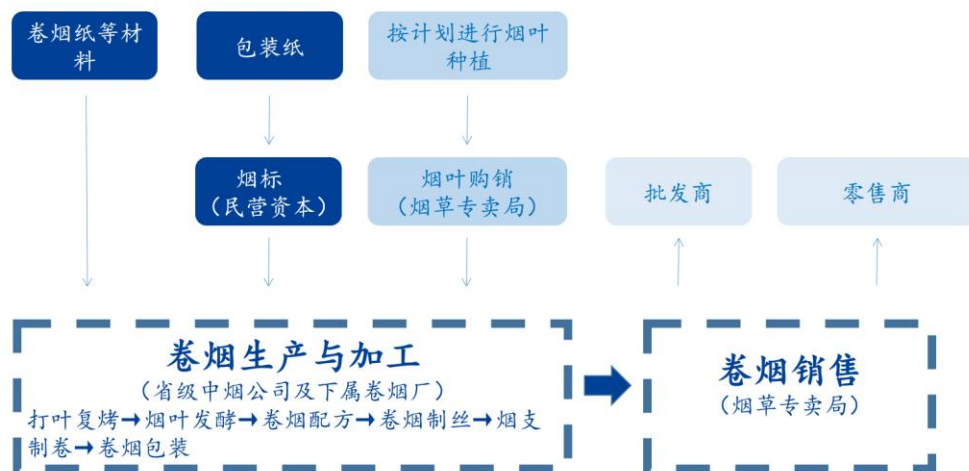 卷烟纸等材
料
包装纸
按计划进行烟叶
种植
烟标
（民营资本）
烟叶购销
（烟草专卖局）
批发商
零售商
卷烟生产与加工
（省级中烟公司及下属卷烟厂）
打叶复烤→烟叶发酵→卷烟配方→卷烟制丝→烟支
制卷→卷烟包装
卷烟销售
（烟草专卖局）